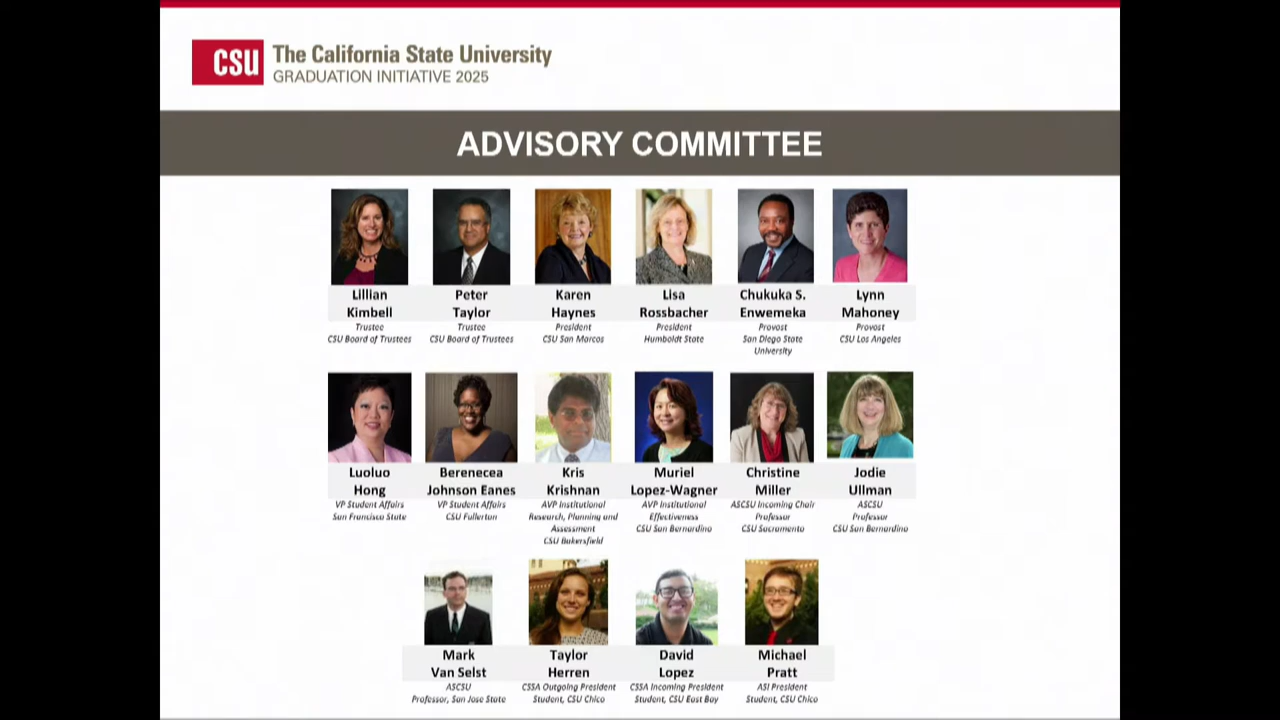 CSU The California State University
GRADUATION INITIATIVE 2025
ADVISORY COMMITTEE
Lillian
Kimbell
Trustee
CSU Board of Trustees
Peter
Taylor
Trustee
CSU Board of Trustees
Karen
Haynes
President
CSU San Marcos
Lisa
Rossbacher
President
Humboldt State
Chukuka S.
Enwemeka
Provost
San Diego State
University
Lynn
Mahoney
Provost
CSU Los Angeles
Luoluo
Hong
VP Student Affairs
San Francisco State
Berenecea
Johnson Eanes
VP Student Affairs
CSU Fullerton
Kris
Krishnan
AVP Institutional
Research, Planning and
Assessment
CSU Bakersfield
Muriel
Lopez-Wagner
AVP Institutional
Effectiveness
CSU San Bernardino
Christine
Miller
ASCSU Incoming Chair
Professor
CSU Sacramento
Jodie
Ullman
ASCSU
Professor
CSU San Bernardino
Mark
Van Selst
ASCSU
Professor, San Jose State
Taylor
Herren
CSSA Outgoing President
Student, CSU Chico
David
Lopez
CSSA Incoming President
Student, CSU East Bay
Michael
Pratt
ASI President
Student, CSU Chico